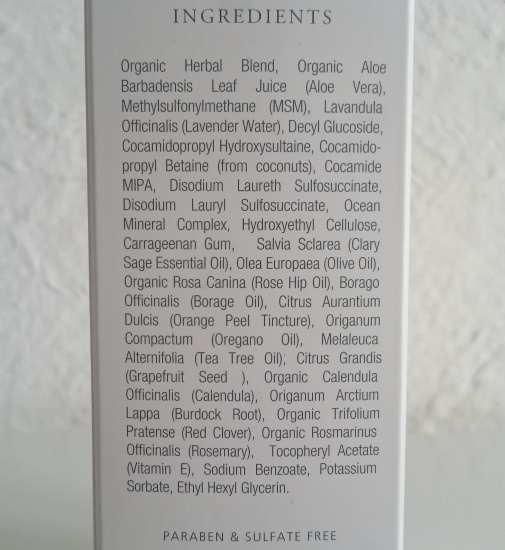 INGREDIENTS
Organic Herbal Blend, Organic Aloe
Barbadensis Leaf Juice (Aloe Vera),
Methylsulfonylmethane (MSM), Lavandula
Officinalis (Lavender Water), Decyl Glucoside,
Cocamidopropyl Hydroxysultaine, Cocamido-
propyl Betaine (from coconuts), Cocamide
MIPA, Disodium Laureth Sulfosuccinate,
Disodium Lauryl Sulfosuccinate, Ocean
Mineral Complex, Hydroxyethyl Cellulose,
Carrageenan Gum, Salvia Sclarea (Clary
Sage Essential Oil), Olea Europaea (Olive Oil),
Organic Rosa Canina (Rose Hip Oil), Borago
Officinalis (Borage Oil), Citrus Aurantium
Dulcis (Orange Peel Tincture), Origanum
Compactum (Oregano Oil), Melaleuca
Alternifolia (Tea Tree Oil); Citrus Grandis
(Grapefruit Seed ), Organic Calendula
Officinalis (Calendula), Origanum Arctium
Lappa (Burdock Root), Organic Trifolium
Pratense (Red Clover), Organic Rosmarinus
Officinalis (Rosemary), Tocopheryl Acetate
(Vitamin E), Sodium Benzoate, Potassium
Sorbate, Ethyl Hexyl Glycerin.
PARABEN & SULFATE FREE